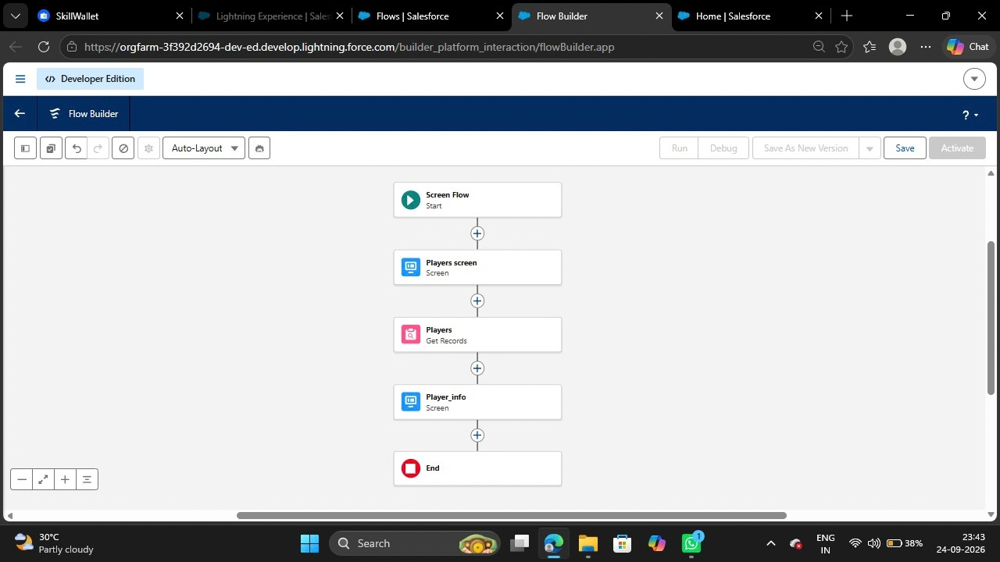 SkillWallet
Lightning Experience | Sales
Flows | Salesforce
Flow Builder
Home | Salesforce
https://orgfarm-3f392d2694-dev-ed.develop.lightning.force.com/builder_platform_interaction/flowBuilder.app
Chat
Developer Edition
Flow Builder
?
Auto-Layout
Run
Debug
Save As New Version
Save
Activate
Screen Flow
Start
Players screen
Screen
Players
Get Records
Player_info
Screen
End
30°C
Partly cloudy
Search
1
ENG
IN
38%
23:43
24-09-2026